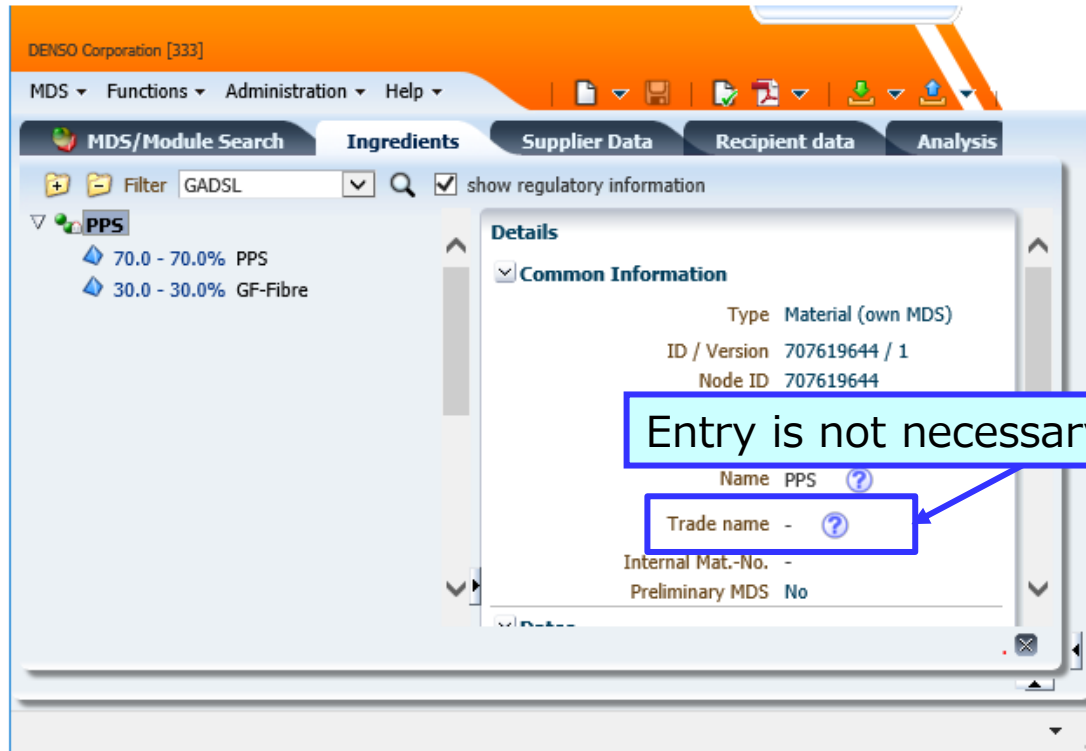 DENSO Corporation [333]
MDS Functions Administration Help
MDS/Module Search Ingredients Supplier Data Recipient data Analysis
Filter GADSL show regulatory information
PPS
70.0 - 70.0% PPS
30.0 - 30.0% GF-Fibre
Details
Common Information
Type Material (own MDS)
ID / Version 707619644 / 1
Node ID 707619644
Entry is not necessary
Name PPS
Trade name -
Internal Mat.-No. -
Preliminary MDS No